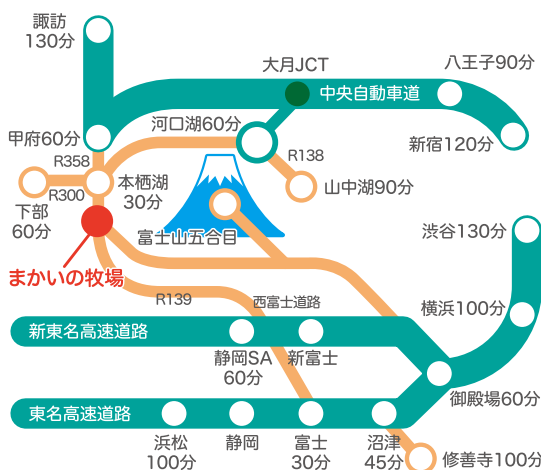 諏訪
130分
大月JCT
八王子90分
中央自動車道
新宿120分
甲府60分
河口湖60分
R358
R138
本栖湖
30分
R300
下部
60分
山中湖90分
富士山五合目
渋谷130分
まかいの牧場
R139
西富士道路
横浜100分
新東名高速道路
静岡SA
60分
新富士
御殿場60分
東名高速道路
浜松
100分
静岡
富士
30分
沼津
45分
修善寺100分